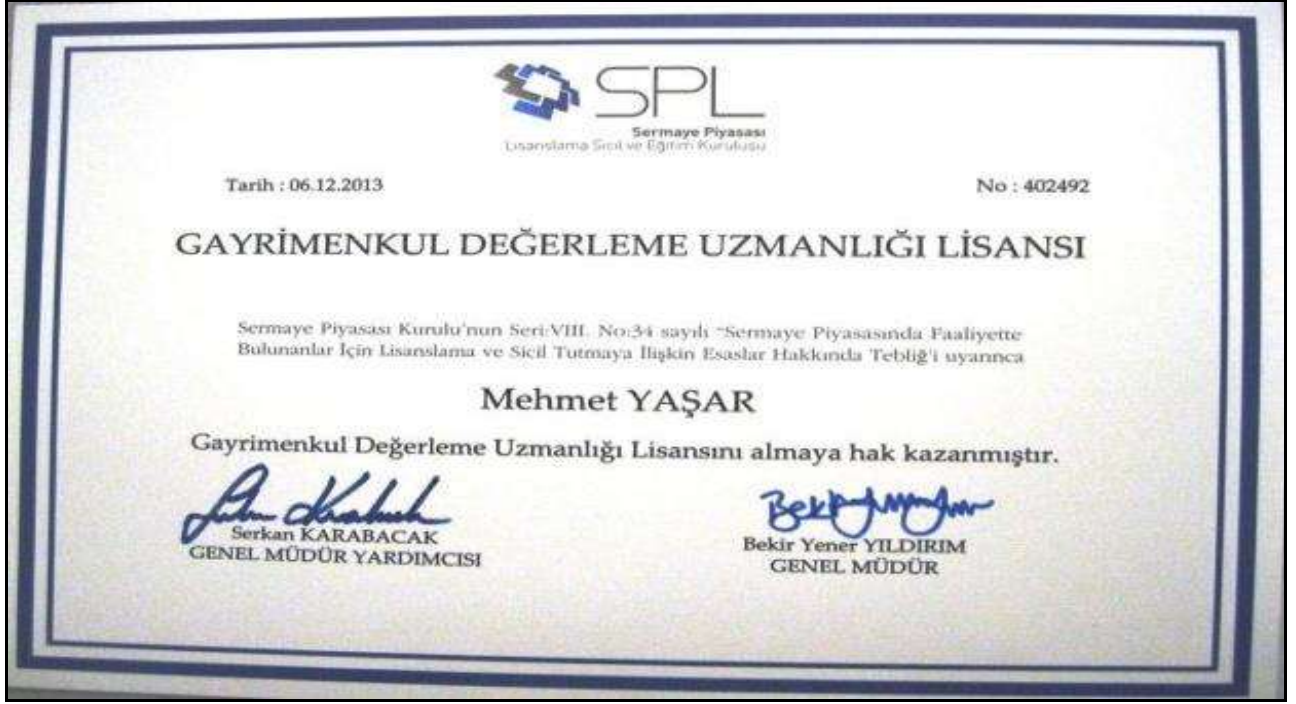 SPL
Sermaye Piyasası
Lisanslama Sicil ve Eğitim Kuruluşu
Tarih : 06.12.2013
No : 402492
GAYRİMENKUL DEĞERLEME UZMANLIĞI LİSANSI
Sermaye Piyasası Kurulu'nun Seri:VIII. No:34 sayılı "Sermaye Piyasasında Faaliyette
Bulunanlar İçin Lisanslama ve Sicil Tutmaya İlişkin Esaslar Hakkında Tebliğ'i uyarınca
Mehmet YAŞAR
Gayrimenkul Değerleme Uzmanlığı Lisansını almaya hak kazanmıştır.
Serkan KARABACAK
GENEL MÜDÜR YARDIMCISI
Bekir Yener YILDIRIM
GENEL MÜDÜR